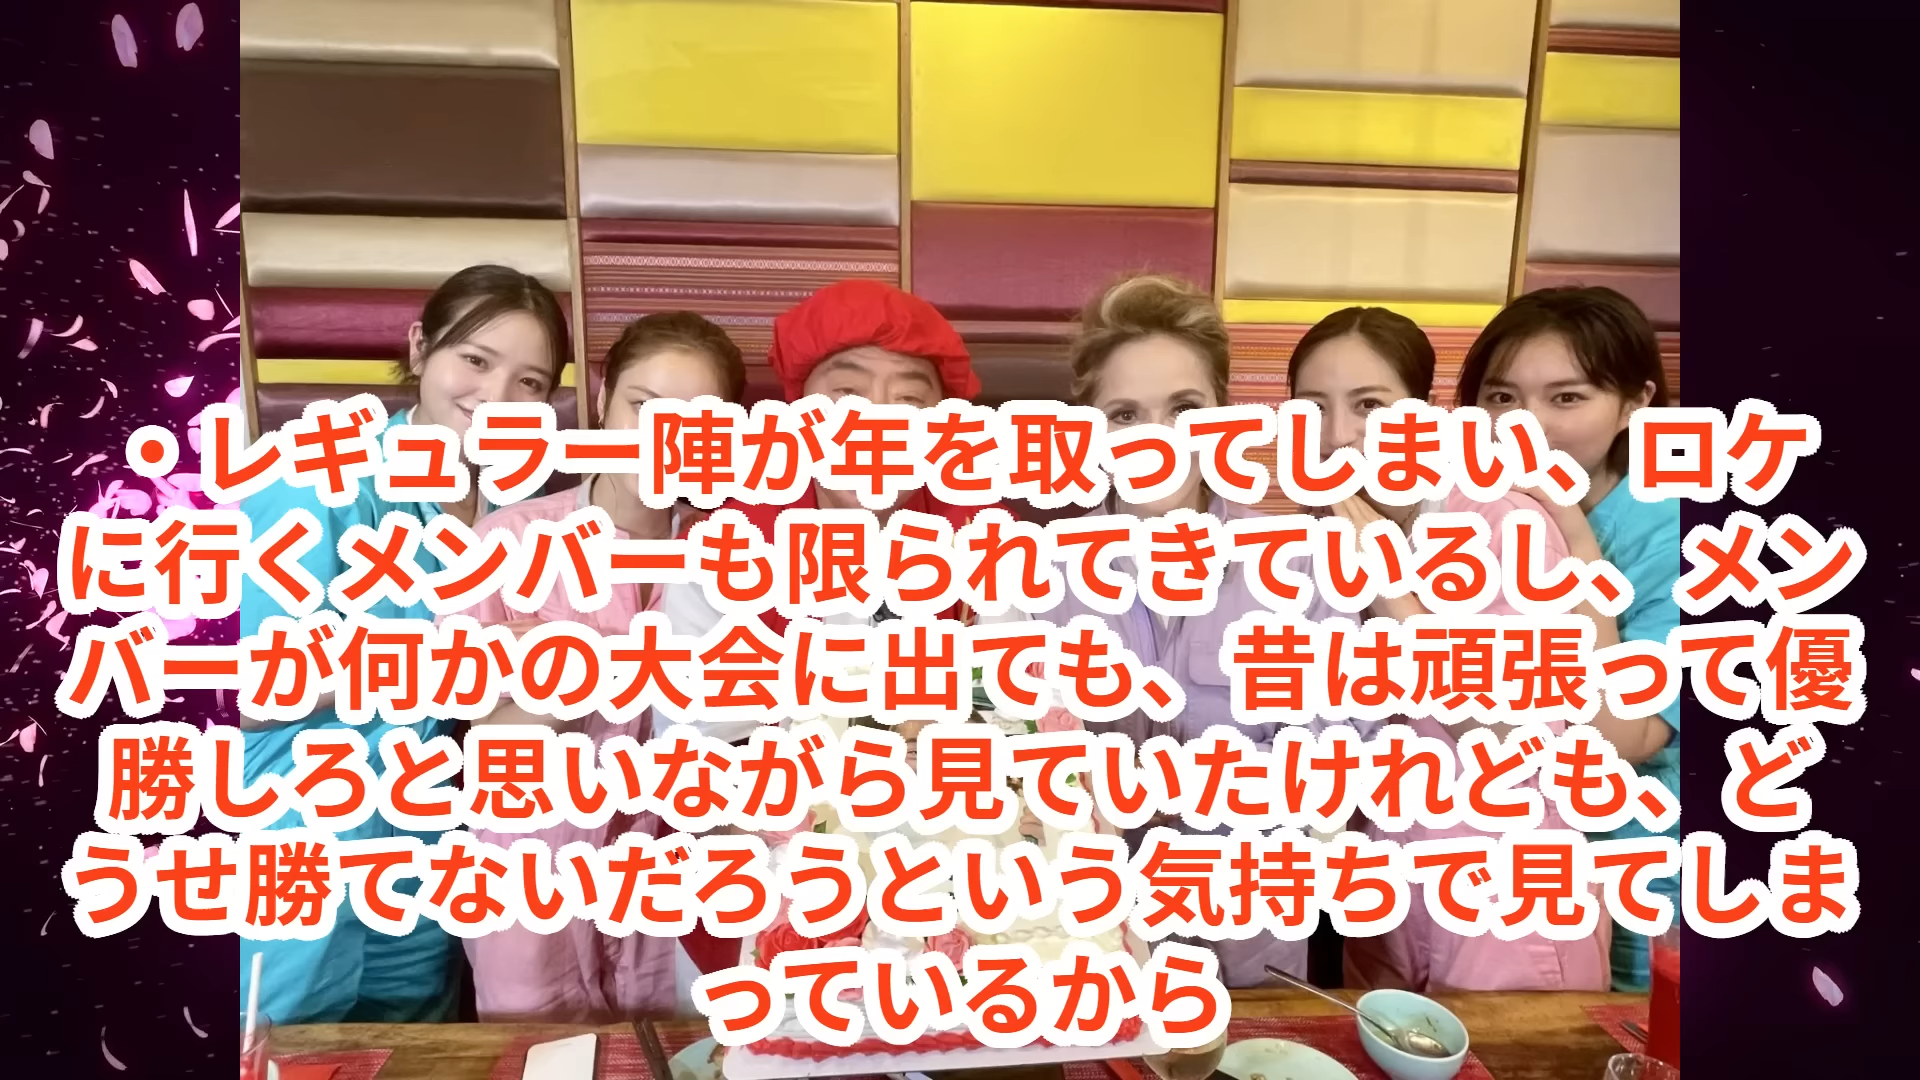 ・レギュラー陣が年を取ってしまい、ロケ
に行くメンバーも限られてきているし、メン
バーが何かの大会に出ても、昔は頑張って優
勝しろと思いながら見ていたけれども、ど
うせ勝てないだろうという気持ちで見てしま
っているから